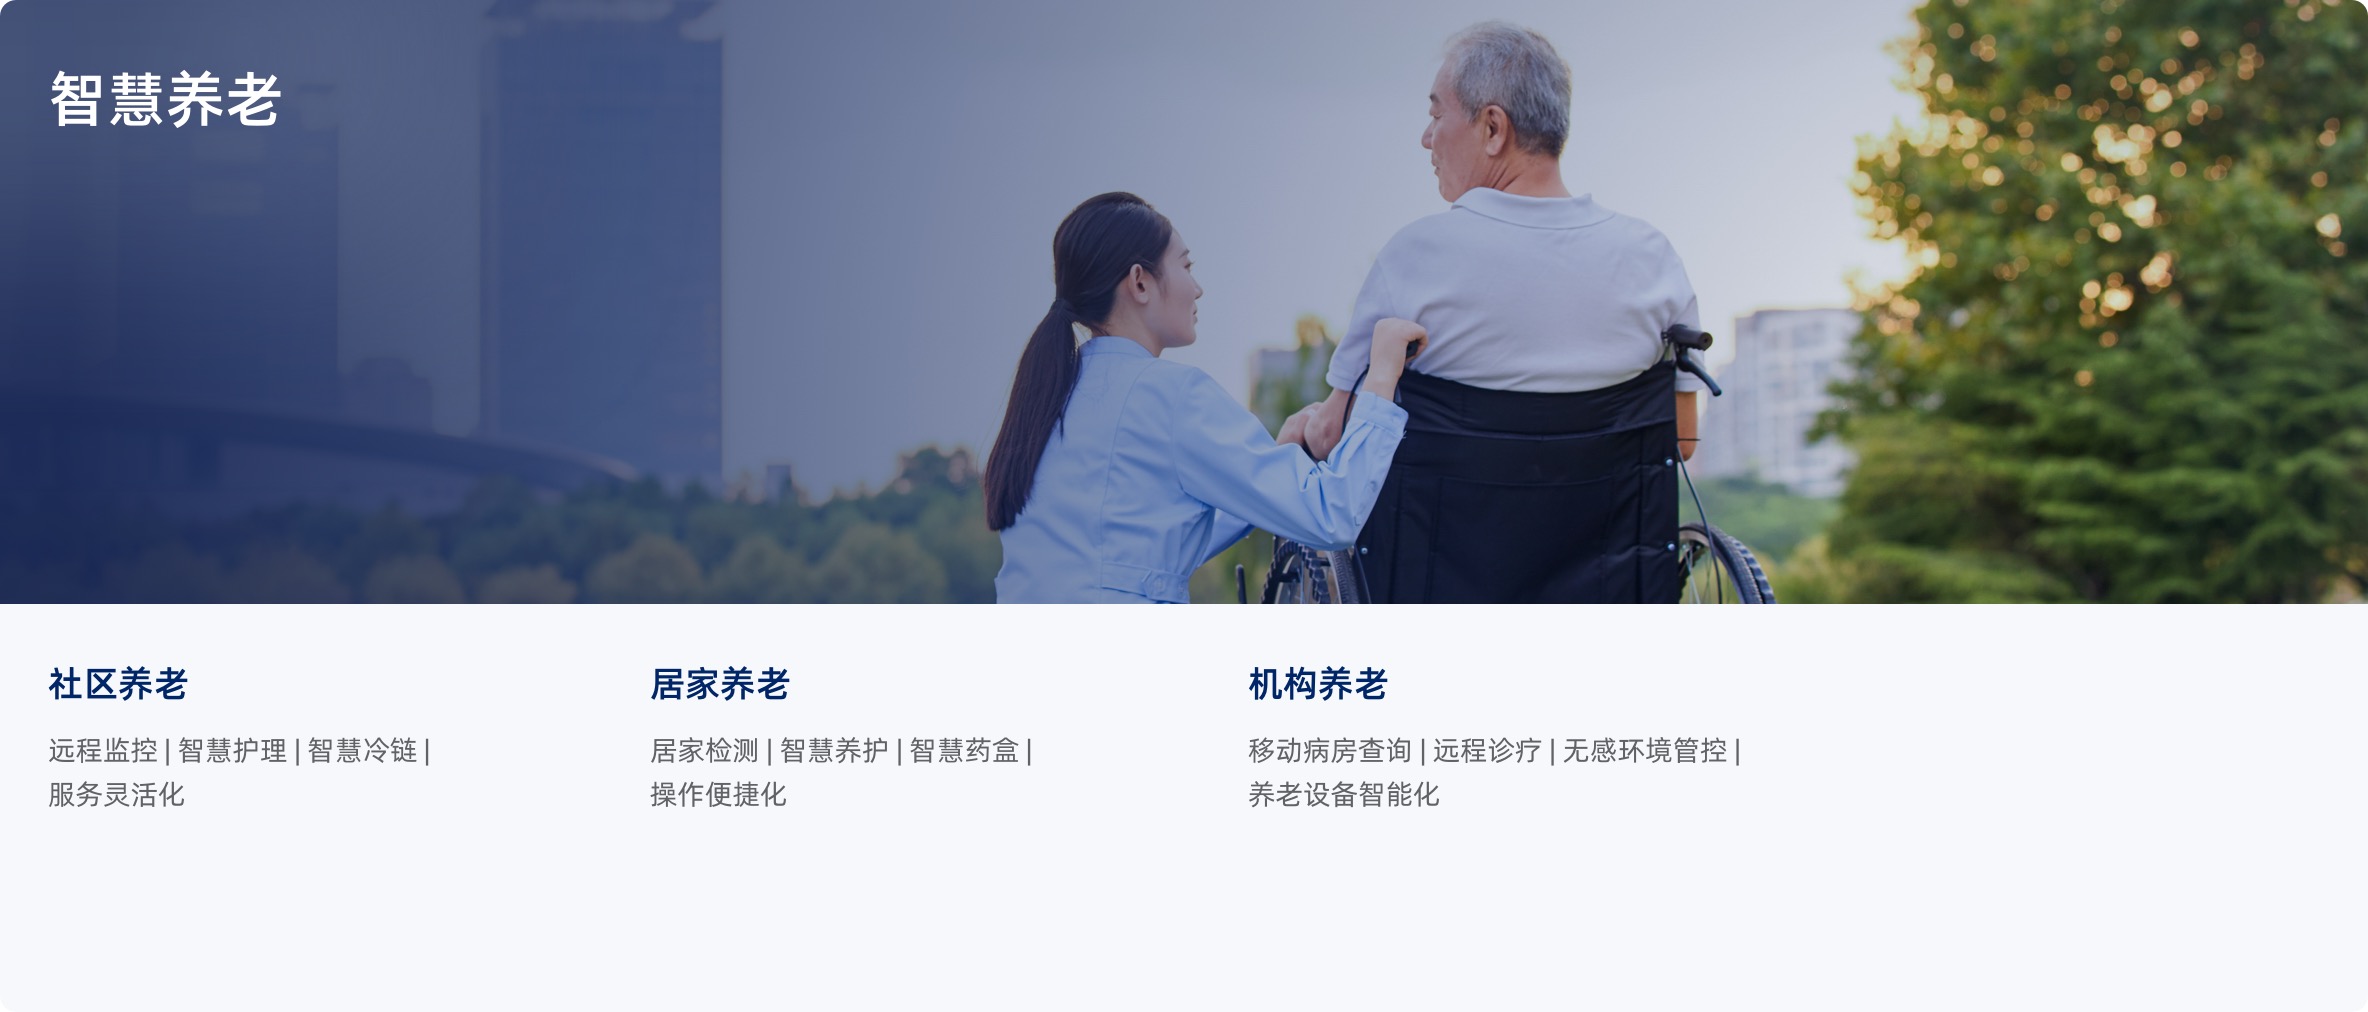 智慧养老
社区养老
远程监控 | 智慧护理 | 智慧冷链 |
服务灵活化
居家养老
居家检测 | 智慧养护 | 智慧药盒 |
操作便捷化
机构养老
移动病房查询 | 远程诊疗 | 无感环境管控 |
养老设备智能化